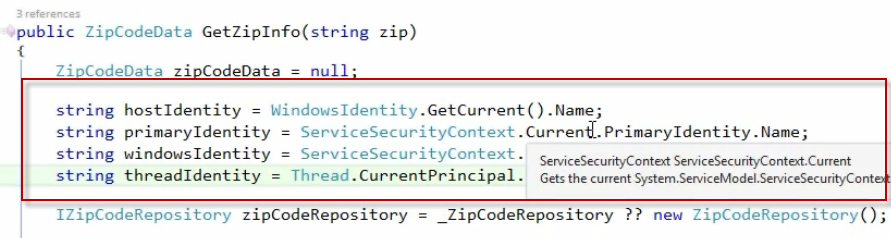 3 references
public ZipCodeData GetZipInfo(string zip)
{
ZipCodeData zipCodeData = null;
string hostIdentity = WindowsIdentity.GetCurrent().Name;
string primaryIdentity = ServiceSecurityContext.Current.PrimaryIdentity.Name;
string windowsIdentity = ServiceSecurityContext.
ServiceSecurityContext ServiceSecurityContext.Current
string threadIdentity = Thread.CurrentPrincipal.
Gets the current System.ServiceModel.ServiceSecurityContext
IZipCodeRepository zipCodeRepository = _ZipCodeRepository ?? new ZipCodeRepository();